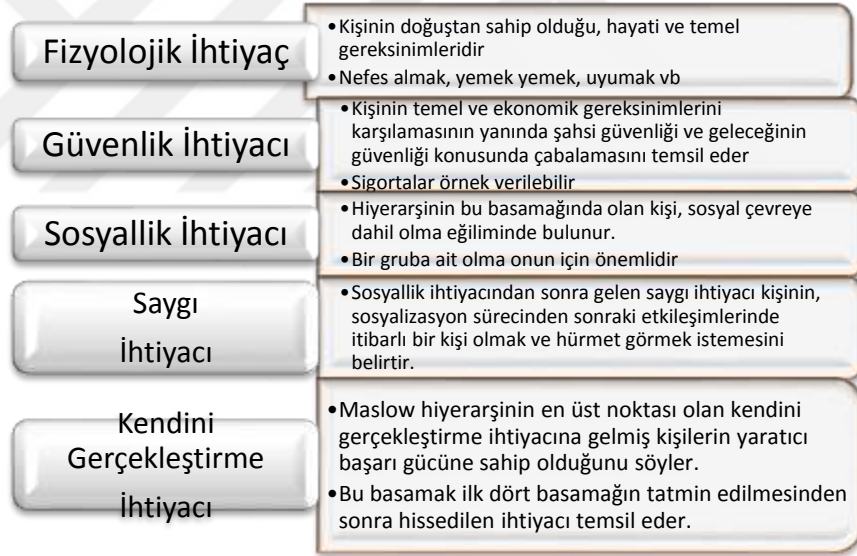 Fizyolojik İhtiyaç
•Kişinin doğuştan sahip olduğu, hayati ve temel
gereksinimleridir
•Nefes almak, yemek yemek, uyumak vb
Güvenlik İhtiyacı
•Kişinin temel ve ekonomik gereksinimlerini
karşılamasının yanında şahsi güvenliği ve geleceğinin
güvenliği konusunda çabalamasını temsil eder
•Sigortalar örnek verilebilir
Sosyallik İhtiyacı
•Hiyerarşinin bu basamağında olan kişi, sosyal çevreye
dahil olma eğiliminde bulunur.
•Bir gruba ait olma onun için önemlidir
Saygı
İhtiyacı
•Sosyallik ihtiyacından sonra gelen saygı ihtiyacı kişinin,
sosyalizasyon sürecinden sonraki etkileşimlerinde
itibarlı bir kişi olmak ve hürmet görmek istemesini
belirtir.
Kendini
Gerçekleştirme
İhtiyacı
•Maslow hiyerarşinin en üst noktası olan kendini
gerçekleştirme ihtiyacına gelmiş kişilerin yaratıcı
başarı gücüne sahip olduğunu söyler.
•Bu basamak ilk dört basamağın tatmin edilmesinden
sonra hissedilen ihtiyacı temsil eder.